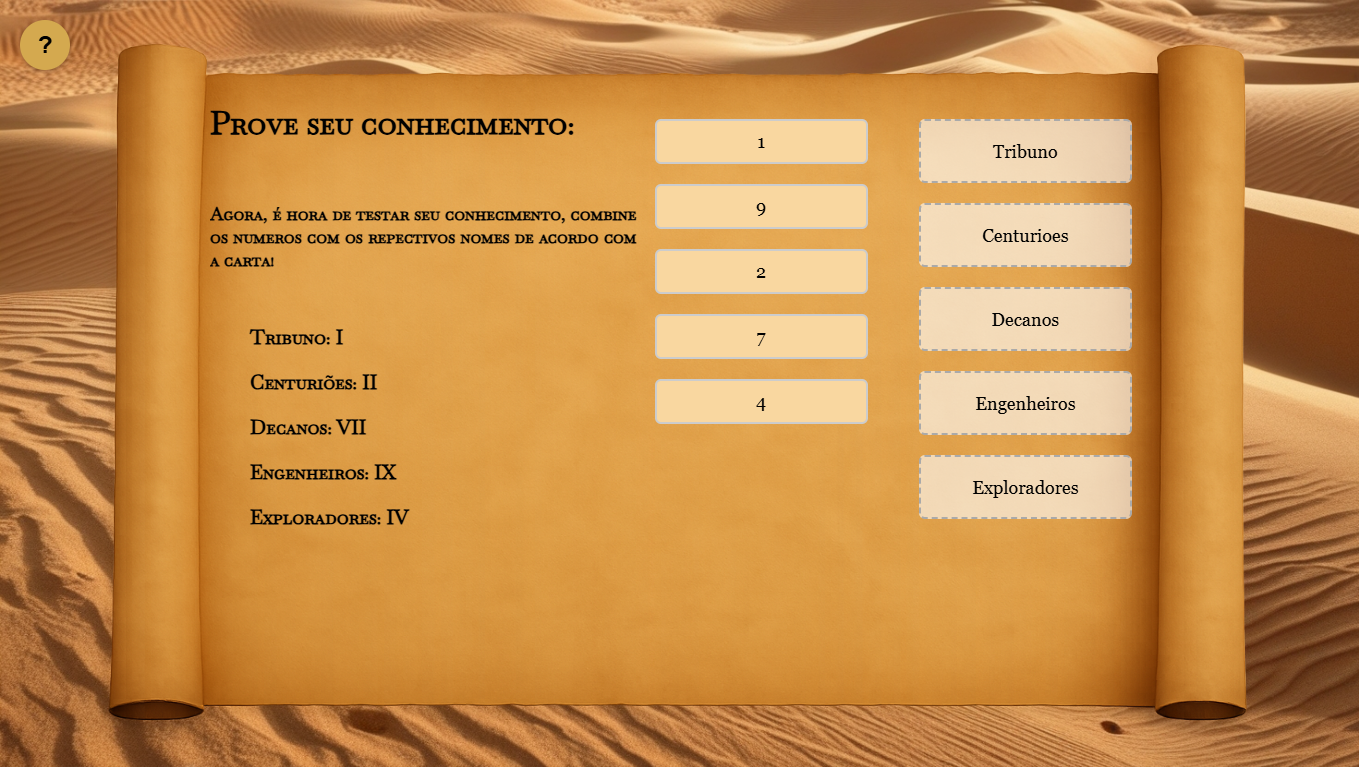 ?
Prove seu conhecimento:
Agora, é hora de testar seu conhecimento, combine
os numeros com os repectivos nomes de acordo com
a carta!
Tribuno: I
Centuriões: II
Decanos: VII
Engenheiros: IX
Exploradores: IV
1
9
2
7
4
Tribuno
Centurioes
Decanos
Engenheiros
Exploradores